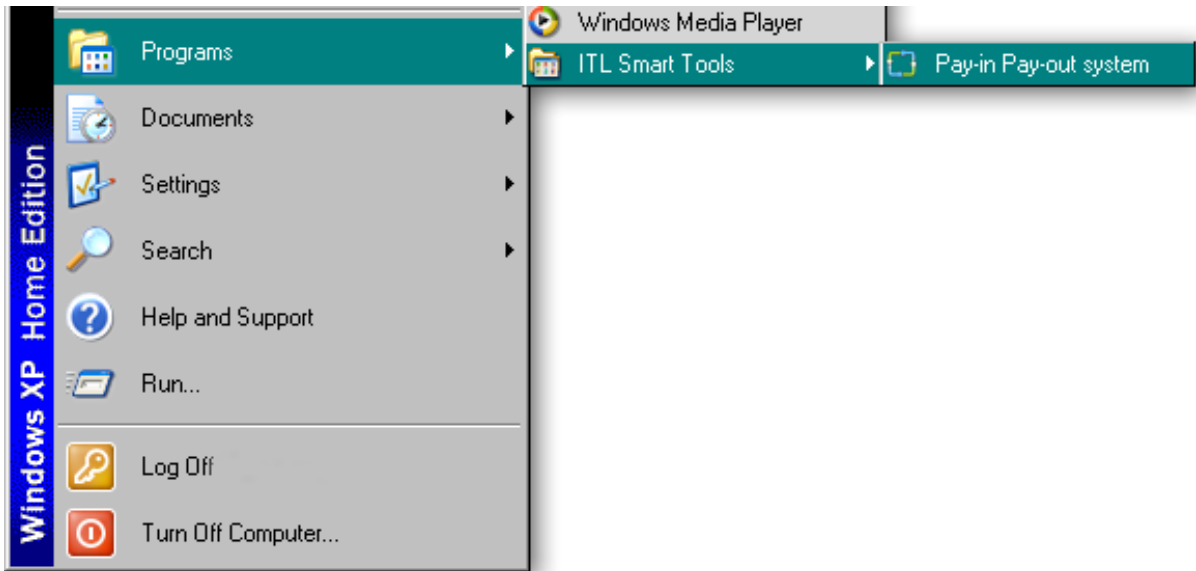 Windows XP Home Edition
Programs
Documents
Settings
Search
Help and Support
Run...
Log Off
Turn Off Computer...
Windows Media Player
ITL Smart Tools
Pay-in Pay-out system